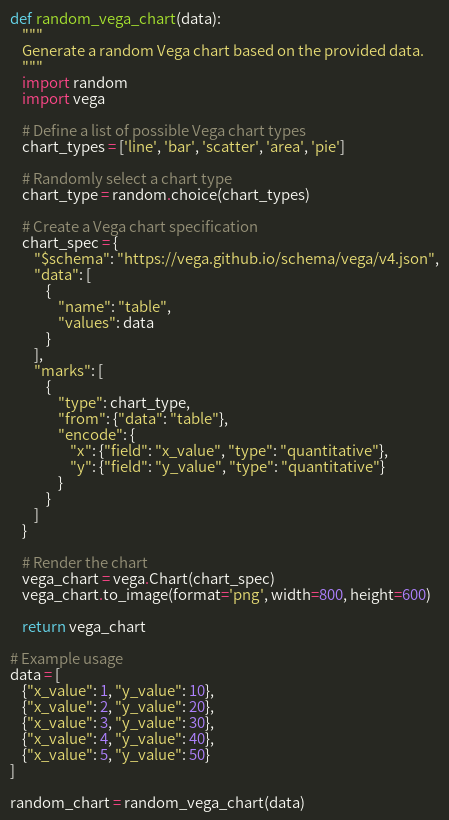 def random_vega_chart(data):
    """
    Generate a random Vega chart based on the provided data.
    """
    import random
    import vega

    # Define a list of possible Vega chart types
    chart_types = ['line', 'bar', 'scatter', 'area', 'pie']

    # Randomly select a chart type
    chart_type = random.choice(chart_types)

    # Create a Vega chart specification
    chart_spec = {
        "$schema": "https://vega.github.io/schema/vega/v4.json",
        "data": [
            {
                "name": "table",
                "values": data
            }
        ],
        "marks": [
            {
                "type": chart_type,
                "from": {"data": "table"},
                "encode": {
                    "x": {"field": "x_value", "type": "quantitative"},
                    "y": {"field": "y_value", "type": "quantitative"}
                }
            }
        ]
    }

    # Render the chart
    vega_chart = vega.Chart(chart_spec)
    vega_chart.to_image(format='png', width=800, height=600)

    return vega_chart

# Example usage
data = [
    {"x_value": 1, "y_value": 10},
    {"x_value": 2, "y_value": 20},
    {"x_value": 3, "y_value": 30},
    {"x_value": 4, "y_value": 40},
    {"x_value": 5, "y_value": 50}
]

random_chart = random_vega_chart(data)